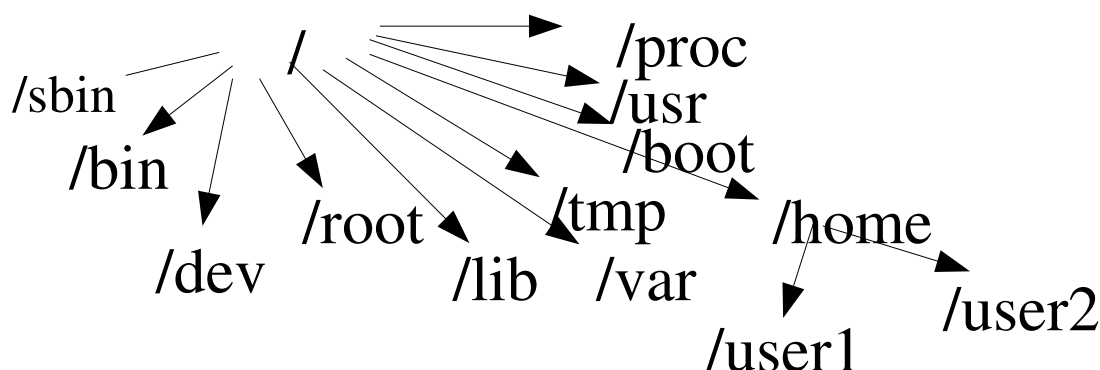 /
/proc
/sbin
/usr
/boot
/bin
/root
/tmp
/home
/dev
/lib
/var
/user2
/user1